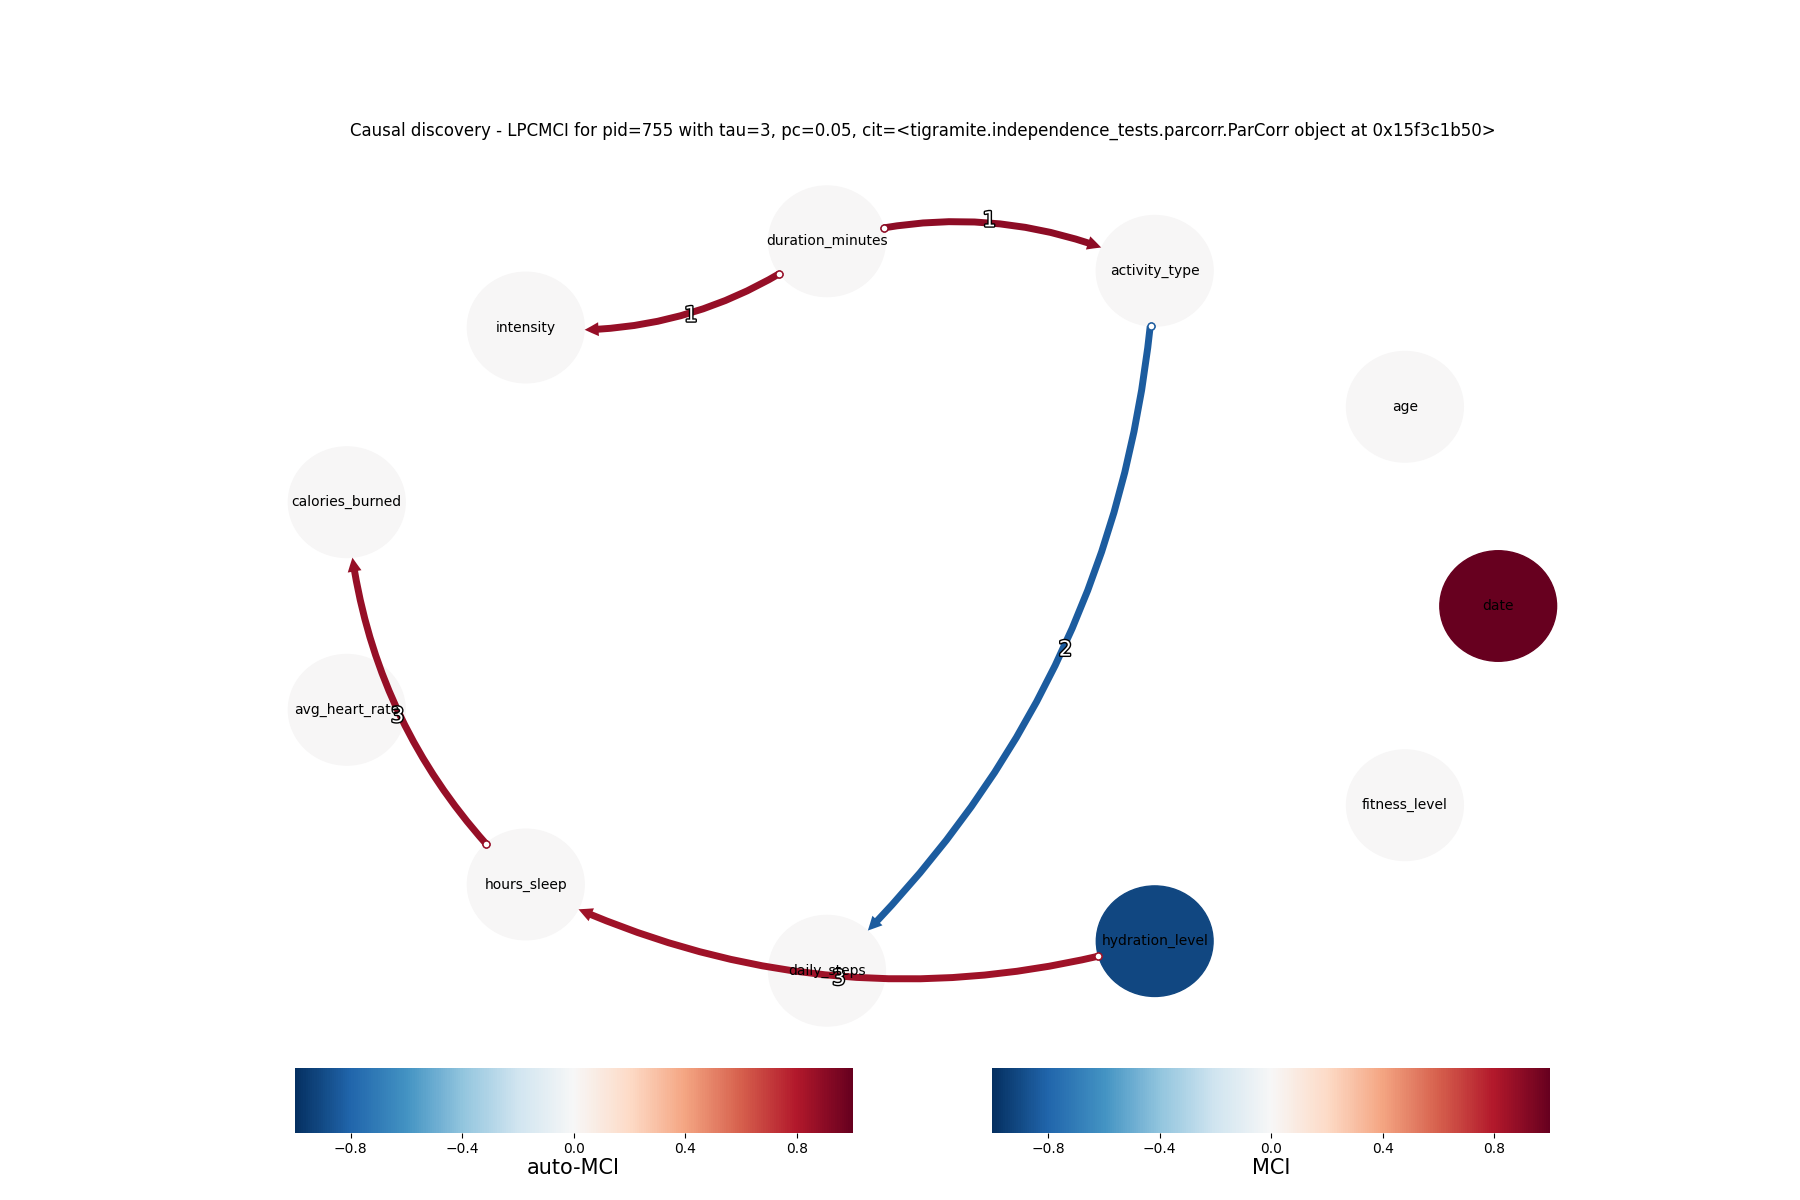 Causal discovery - LPCMCI for pid=755 with tau=3, pc=0.05, cit=<tigramite.independence_tests.parcorr.ParCorr object at 0x15f3c1b50>
1
duration_minutes
activity_type
1
intensity
age
calories_burned
date
2
avg_heart_rate
3
fitness_level
hours_sleep
hydration_level
daily_steps
3
−0.8 −0.4 0.0 0.4 0.8
auto-MCI
−0.8 −0.4 0.0 0.4 0.8
MCI